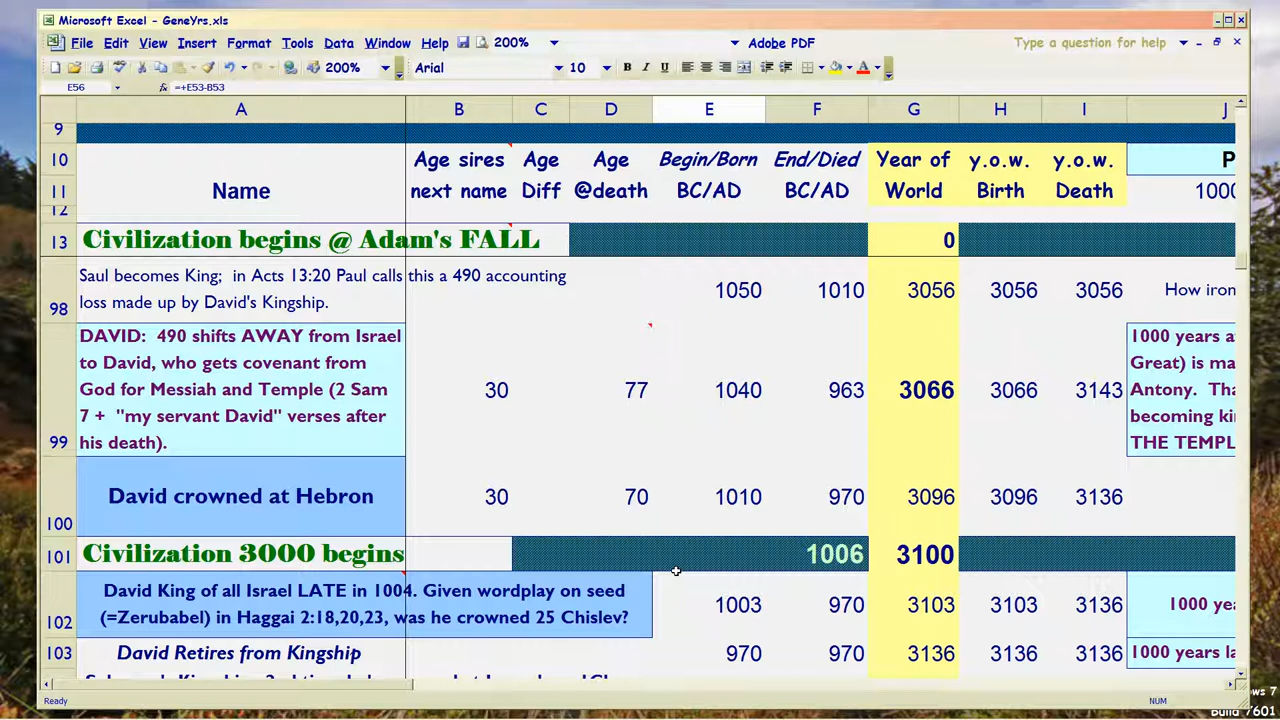 Microsoft Excel - GeneYrs.xls
File Edit View Insert Format Tools Data Window Help 200% Adobe PDF Type a question for help
200% Arial 10 B I U
E56 fx =+E53-B53
A B C D E F G H I J
9
10 Age sires Age Age Begin/Born End/Died Year of y.o.w. y.o.w. P
11 Name next name Diff @death BC/AD BC/AD World Birth Death 1000
12
13 Civilization begins @ Adam's FALL 0
Saul becomes King; in Acts 13:20 Paul calls this a 490 accounting
loss made up by David's Kingship.
98 1050 1010 3056 3056 3056 How iron
DAVID: 490 shifts AWAY from Israel
to David, who gets covenant from
God for Messiah and Temple (2 Sam
7 + "my servant David" verses after
his death).
99 30 77 1040 963 3066 3066 3143
1000 years a
Great) is ma
Antony. Tha
becoming ki
THE TEMPL
100 David crowned at Hebron 30 70 1010 970 3096 3096 3136
101 Civilization 3000 begins 1006 3100
David King of all Israel LATE in 1004. Given wordplay on seed
(=Zerubabel) in Haggai 2:18,20,23, was he crowned 25 Chislev?
102 1003 970 3103 3103 3136 1000 yea
103 David Retires from Kingship 970 970 3136 3136 3136 1000 years la
Ready NUM
ws 7
Build 7601